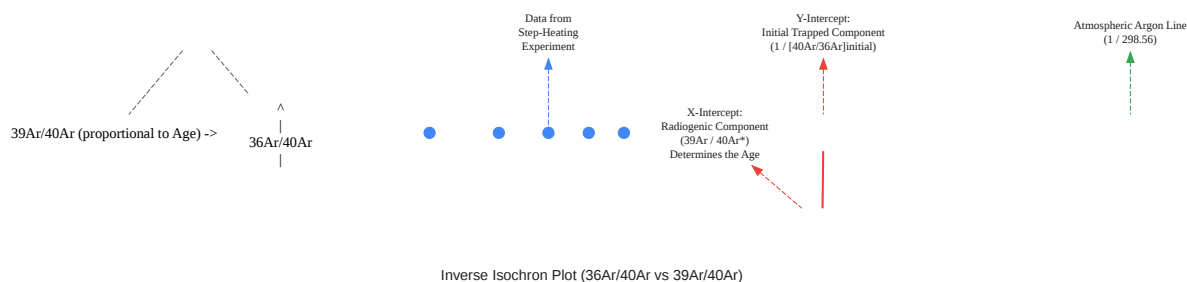 Data from
Step-Heating
Experiment
Y-Intercept:
Initial Trapped Component
(1 / [40Ar/36Ar]initial)
Atmospheric Argon Line
(1 / 298.56)
39Ar/40Ar (proportional to Age) ->
^
|
36Ar/40Ar
|
X-Intercept:
Radiogenic Component
(39Ar / 40Ar*)
Determines the Age
Inverse Isochron Plot (36Ar/40Ar vs 39Ar/40Ar)